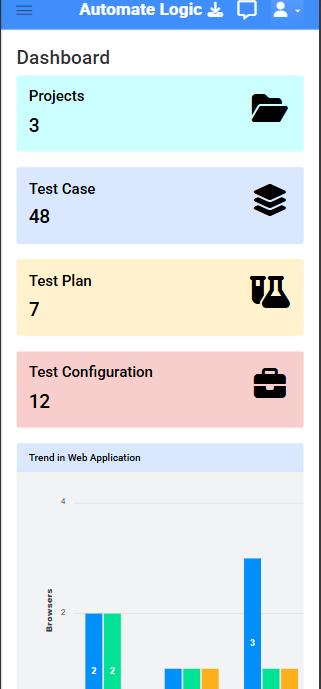 Automate Logic
Dashboard
Projects
3
Test Case
48
Test Plan
7
Test Configuration
12
Trend in Web Application
4
2
Browsers
2 2
3